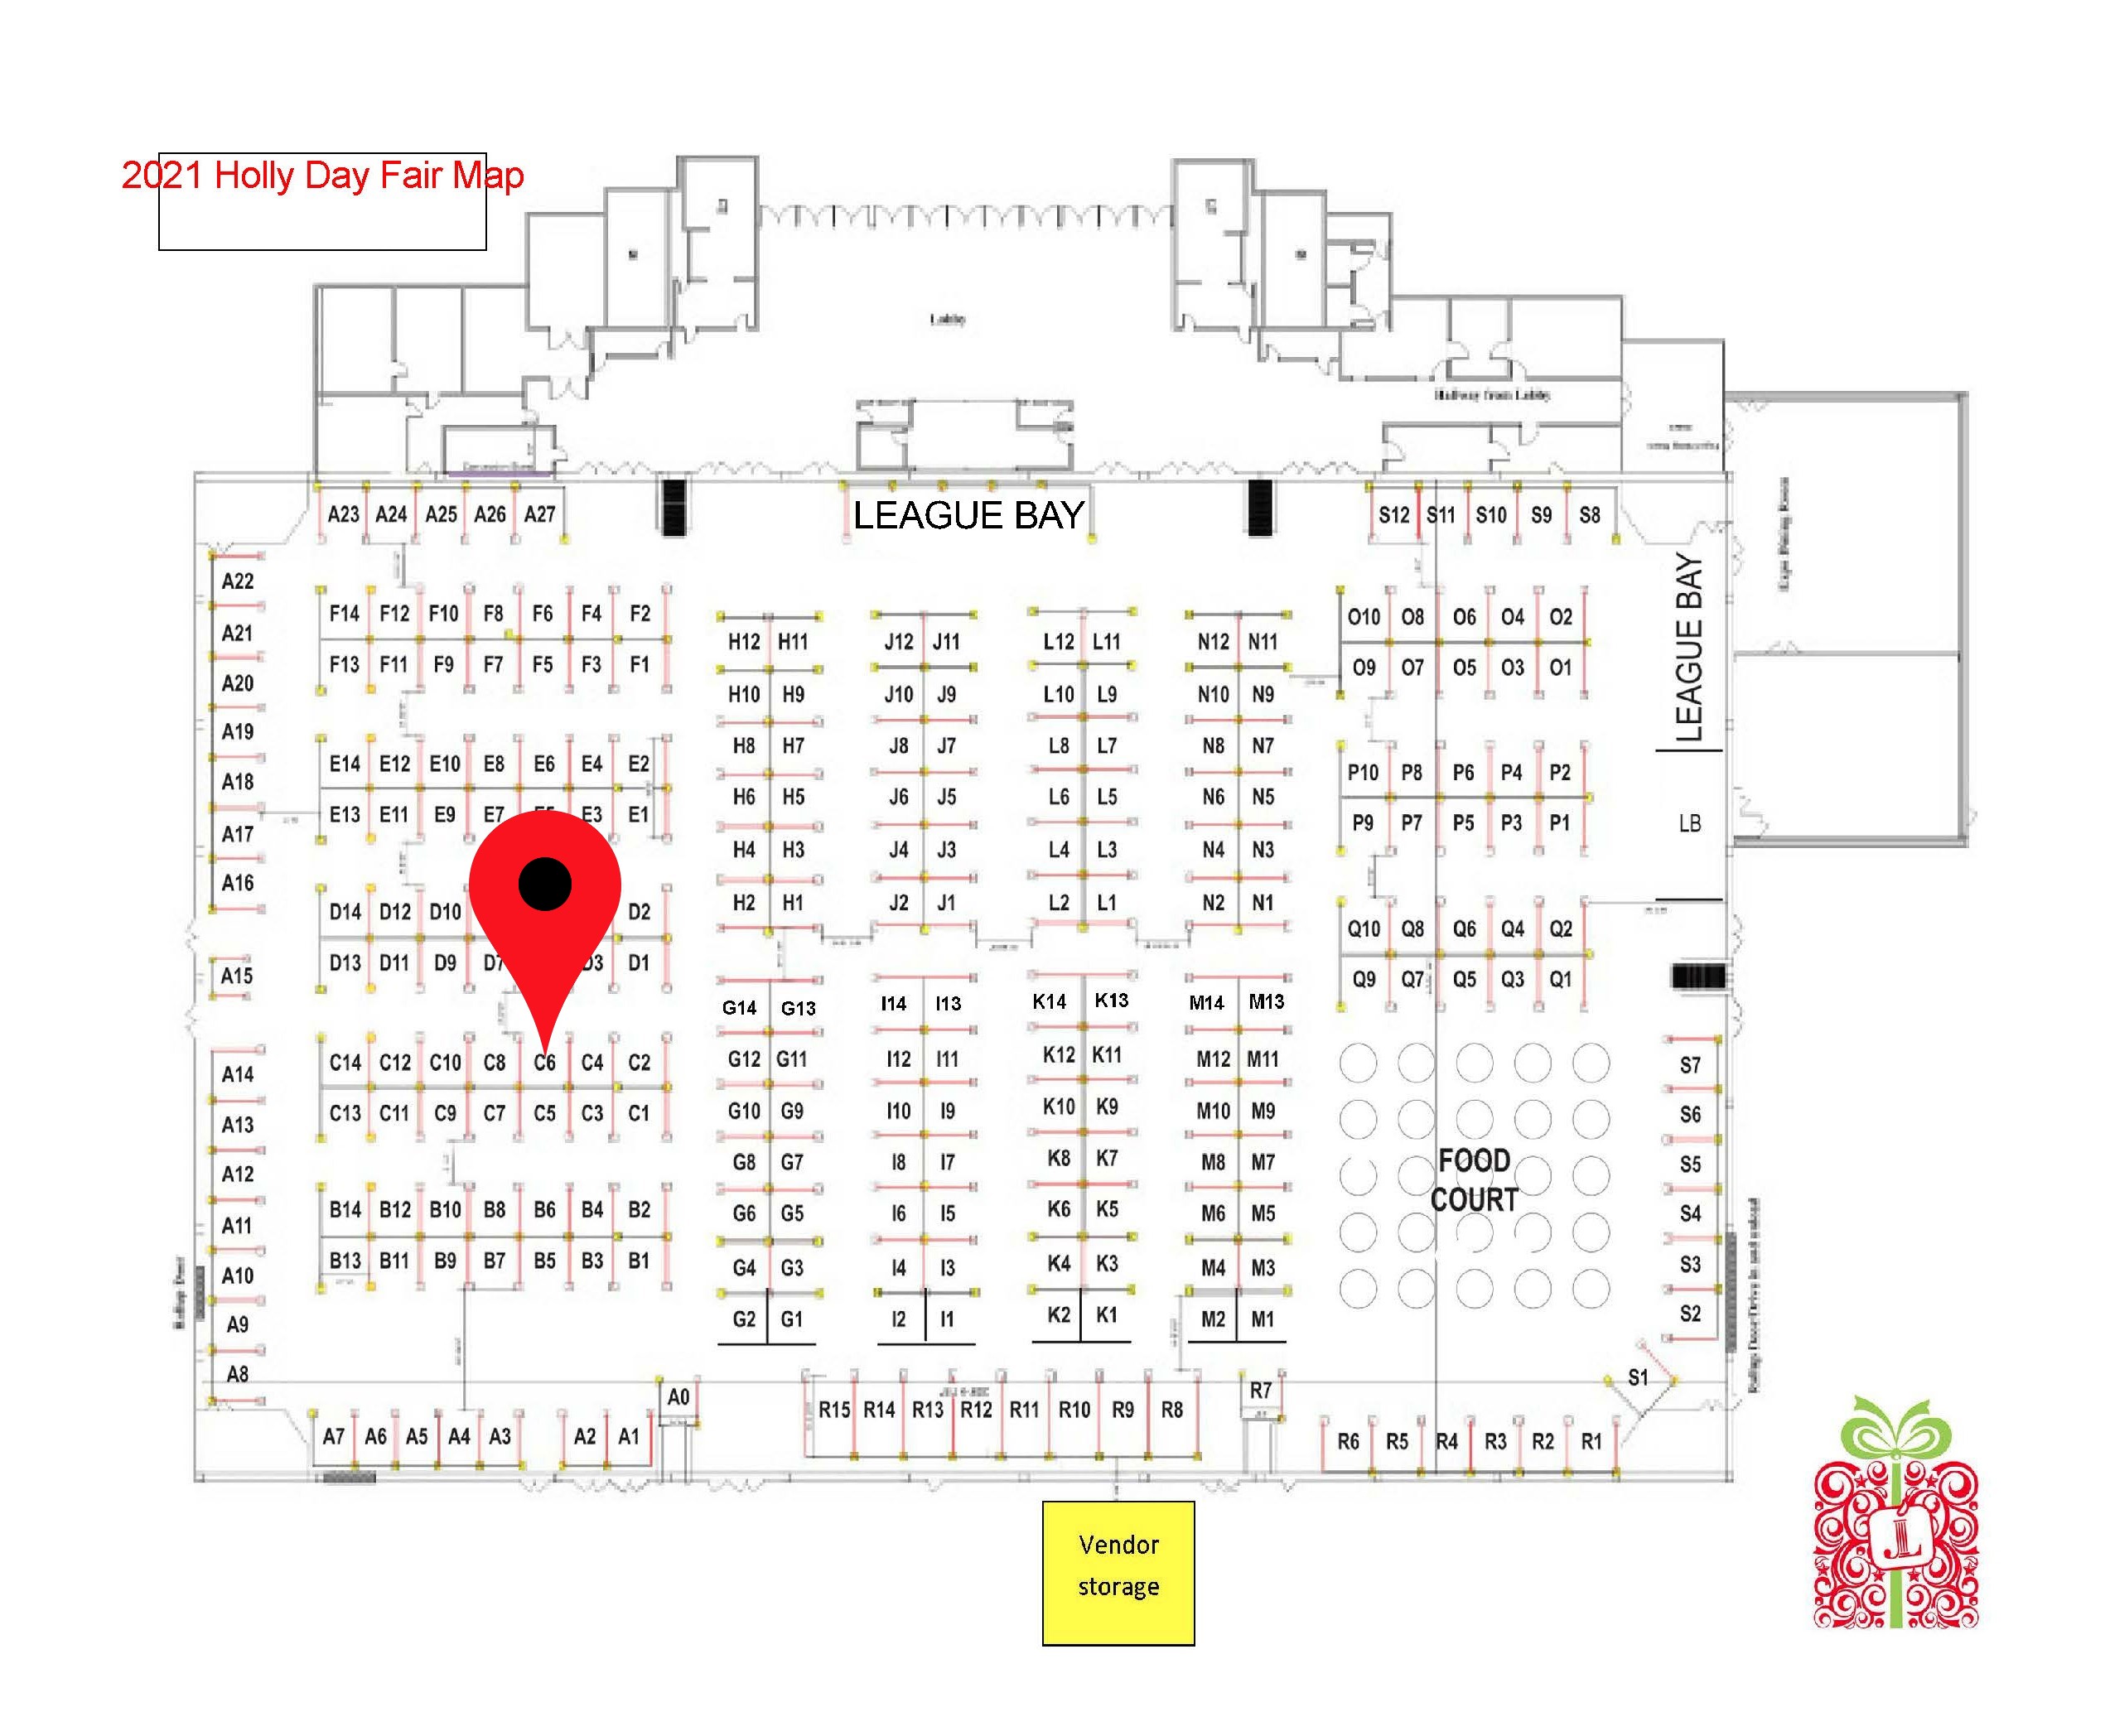 2021 Holly Day Fair Map
Lobby
Hallway from Lobby
LEAGUE BAY
A23 A24 A25 A26 A27
S12 S11 S10 S9 S8
A22
A21
A20
A19
A18
A17
A16
A15
A14
A13
A12
A11
A10
A9
A8
F14 F12 F10 F8 F6 F4 F2
F13 F11 F9 F7 F5 F3 F1
E14 E12 E10 E8 E6 E4 E2
E13 E11 E9 E7 E3 E1
D14 D12 D10 D2
D13 D11 D9 D7 D3 D1
C14 C12 C10 C8 C6 C4 C2
C13 C11 C9 C7 C5 C3 C1
B14 B12 B10 B8 B6 B4 B2
B13 B11 B9 B7 B5 B3 B1
H12 H11
H10 H9
H8 H7
H6 H5
H4 H3
H2 H1
G14 G13
G12 G11
G10 G9
G8 G7
G6 G5
G4 G3
G2 G1
J12 J11
J10 J9
J8 J7
J6 J5
J4 J3
J2 J1
I14 I13
I12 I11
I10 I9
I8 I7
I6 I5
I4 I3
I2 I1
L12 L11
L10 L9
L8 L7
L6 L5
L4 L3
L2 L1
K14 K13
K12 K11
K10 K9
K8 K7
K6 K5
K4 K3
K2 K1
N12 N11
N10 N9
N8 N7
N6 N5
N4 N3
N2 N1
M14 M13
M12 M11
M10 M9
M8 M7
M6 M5
M4 M3
M2 M1
O10 O8 O6 O4 O2
O9 O7 O5 O3 O1
P10 P8 P6 P4 P2
P9 P7 P5 P3 P1
Q10 Q8 Q6 Q4 Q2
Q9 Q7 Q5 Q3 Q1
LEAGUE BAY
LB
FOOD
COURT
S7
S6
S5
S4
S3
S2
S1
A7 A6 A5 A4 A3 A2 A1
A0
R15 R14 R13 R12 R11 R10 R9 R8
R7
R6 R5 R4 R3 R2 R1
Vendor
storage
JL